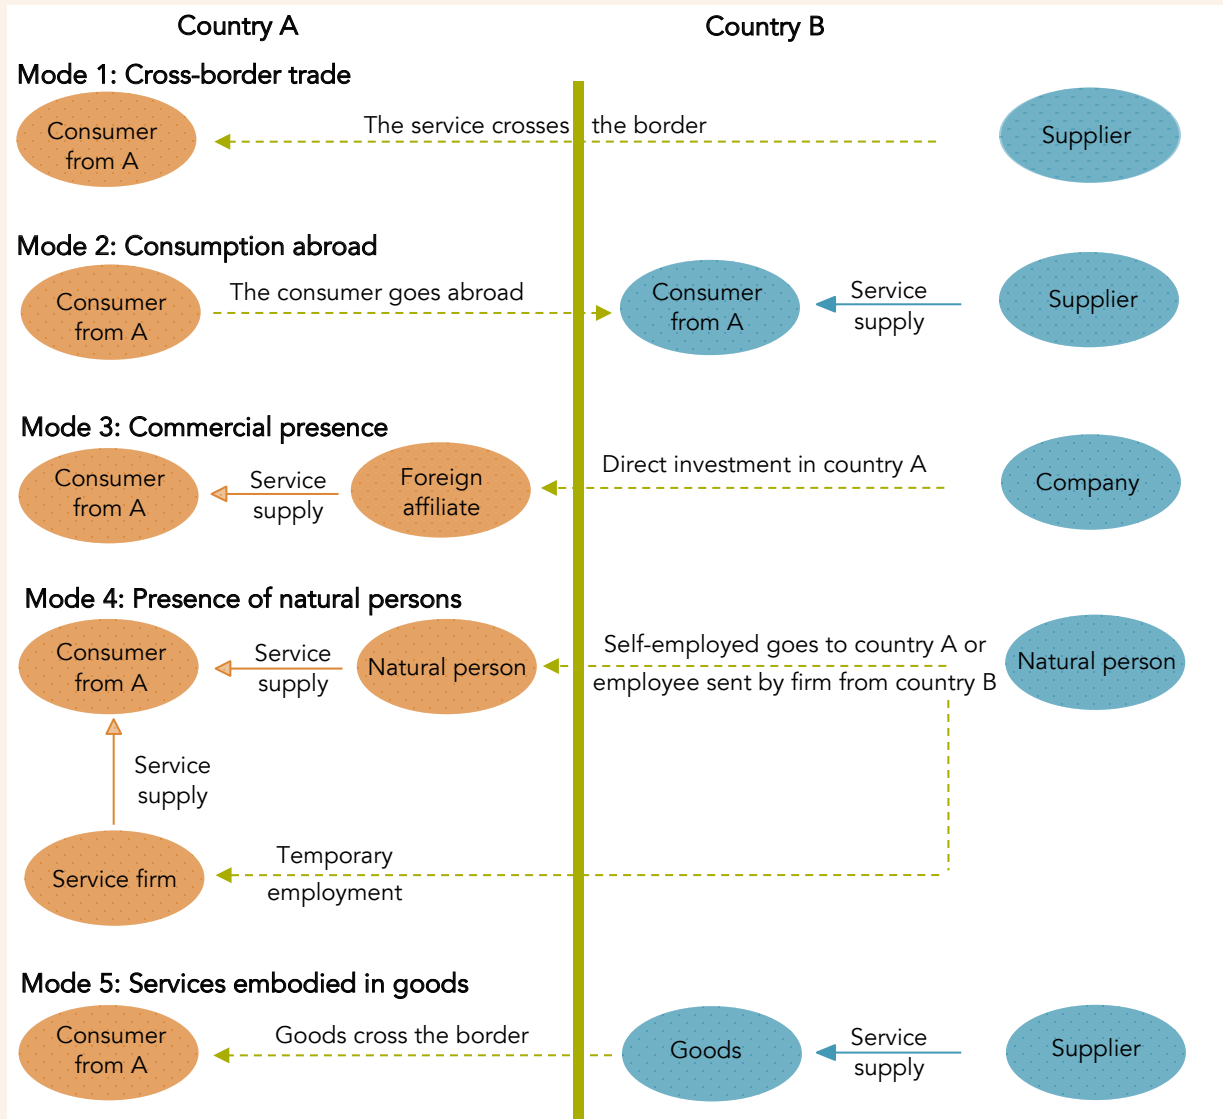 Country A
Country B
Mode 1: Cross-border trade
Consumer
from A
The service crosses the border
Supplier
Mode 2: Consumption abroad
Consumer
from A
The consumer goes abroad
Consumer
from A
Service
supply
Supplier
Mode 3: Commercial presence
Consumer
from A
Service
supply
Foreign
affiliate
Direct investment in country A
Company
Mode 4: Presence of natural persons
Consumer
from A
Service
supply
Natural person
Self-employed goes to country A or
employee sent by firm from country B
Natural person
Service
supply
Service firm
Temporary
employment
Mode 5: Services embodied in goods
Consumer
from A
Goods cross the border
Goods
Service
supply
Supplier